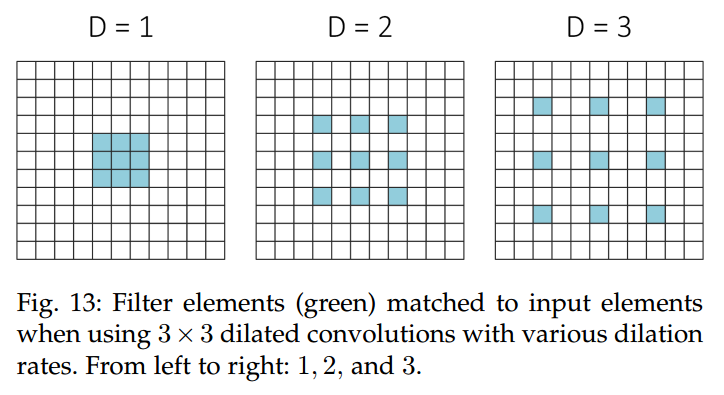 D = 1
D = 2
D = 3
Fig. 13: Filter elements (green) matched to input elements
when using 3 × 3 dilated convolutions with various dilation
rates. From left to right: 1, 2, and 3.